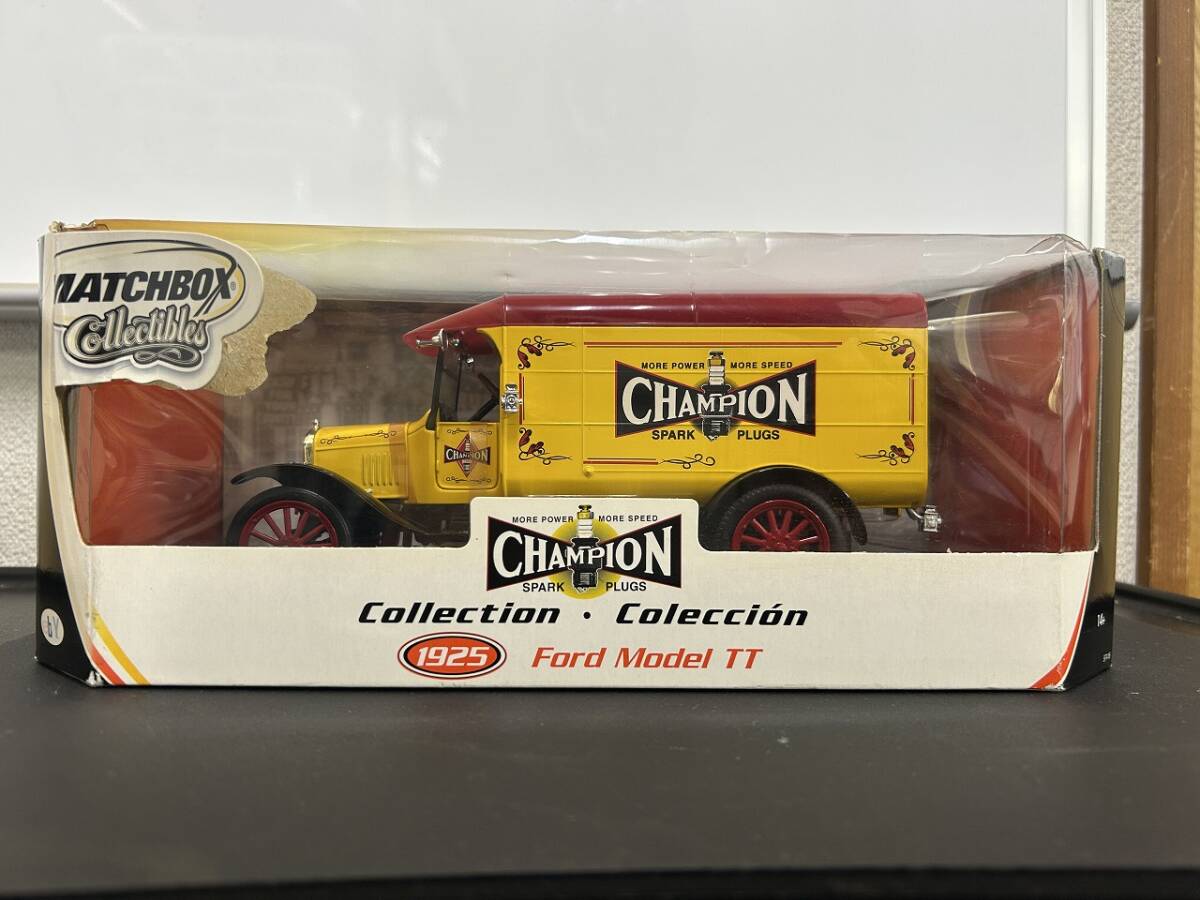 MATCHBOX®
Collectibles
MORE POWER MORE SPEED
CHAMPION
SPARK PLUGS
CHAMPION
MORE POWER MORE SPEED
CHAMPION
SPARK PLUGS
Collection · Colección
1925 Ford Model TT
14+